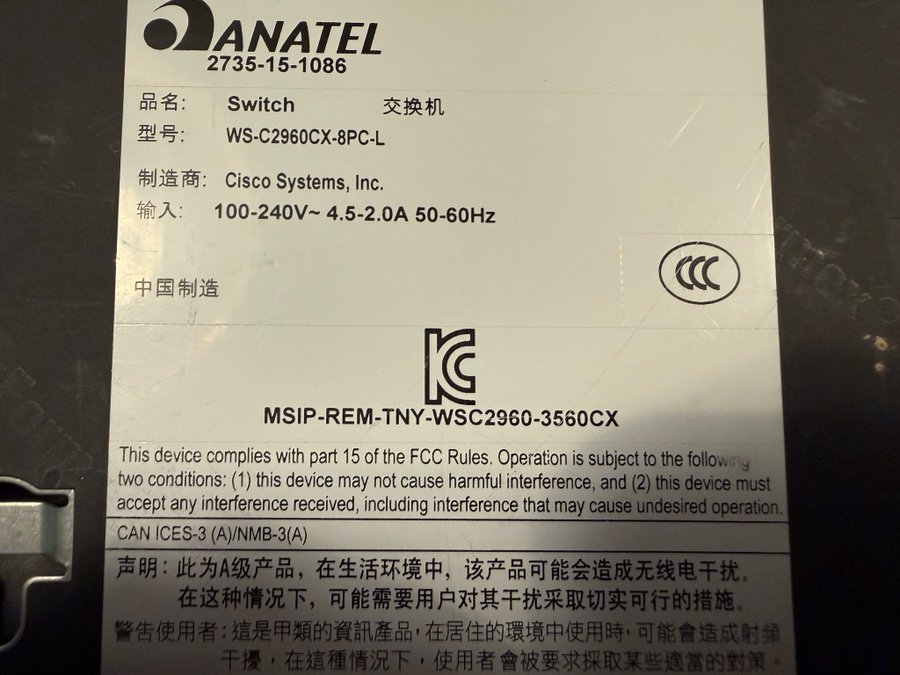 ANATEL
2735-15-1086
品名: Switch 交换机
型号: WS-C2960CX-8PC-L
制造商: Cisco Systems, Inc.
输入: 100-240V~ 4.5-2.0A 50-60Hz
CCC
中国制造
KC
MSIP-REM-TNY-WSC2960-3560CX
This device complies with part 15 of the FCC Rules. Operation is subject to the following
two conditions: (1) this device may not cause harmful interference, and (2) this device must
accept any interference received, including interference that may cause undesired operation.
CAN ICES-3 (A)/NMB-3(A)
声明：此为A级产品，在生活环境中，该产品可能会造成无线电干扰。
在这种情况下，可能需要用户对其干扰采取切实可行的措施。
警告使用者：這是甲類的資訊產品，在居住的環境中使用時，可能會造成射頻
干擾，在這種情況下，使用者會被要求採取某些適當的對策。